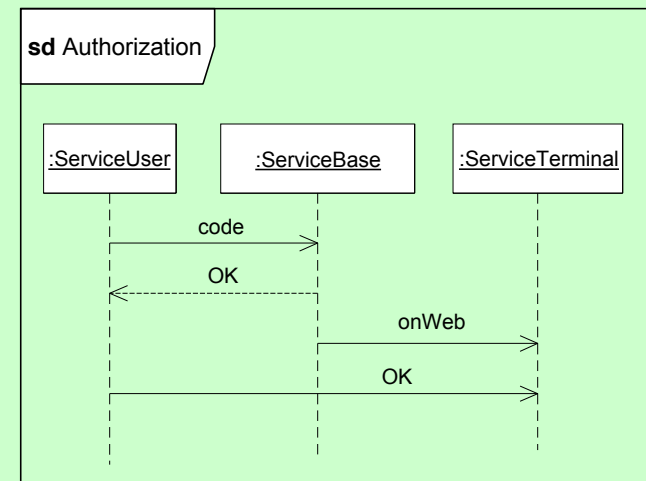 sd Authorization
:ServiceUser
:ServiceBase
:ServiceTerminal
code
OK
onWeb
OK